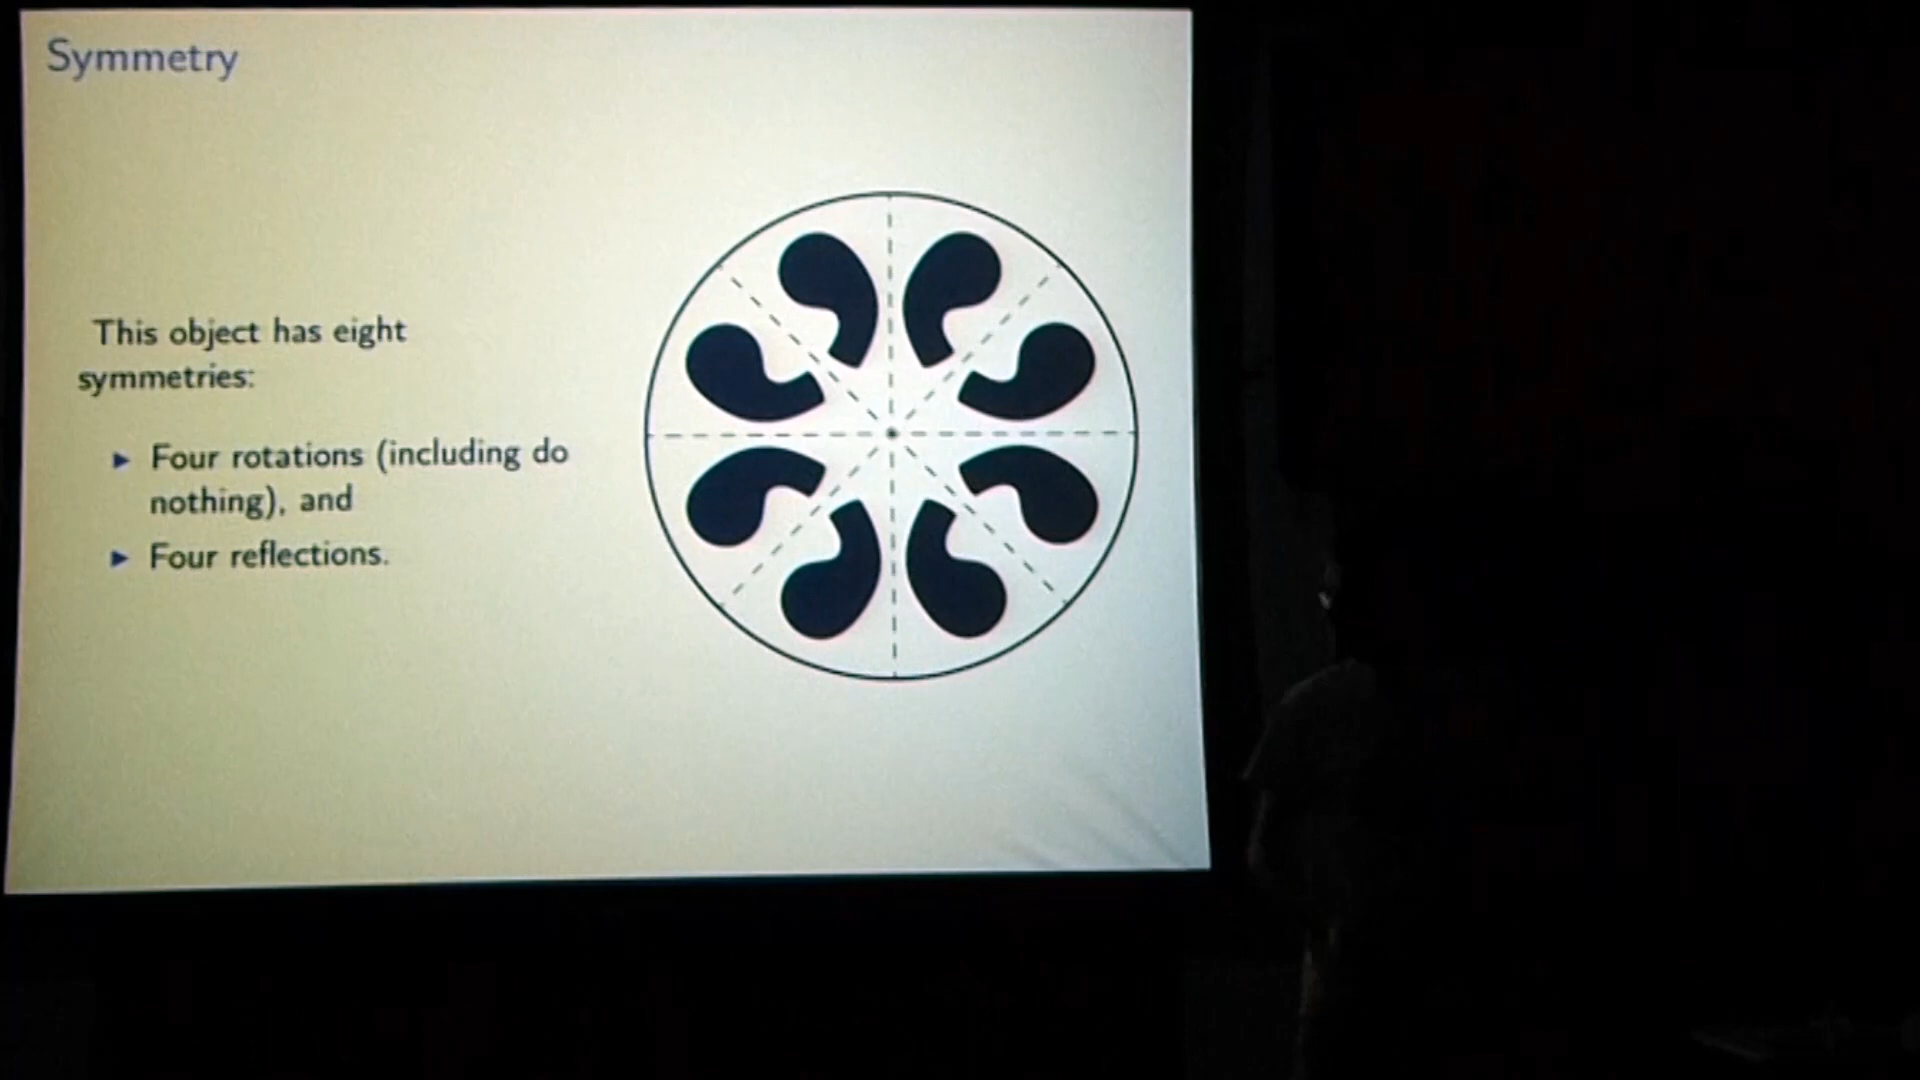 Symmetry
This object has eight
symmetries:
► Four rotations (including do
nothing), and
► Four reflections.